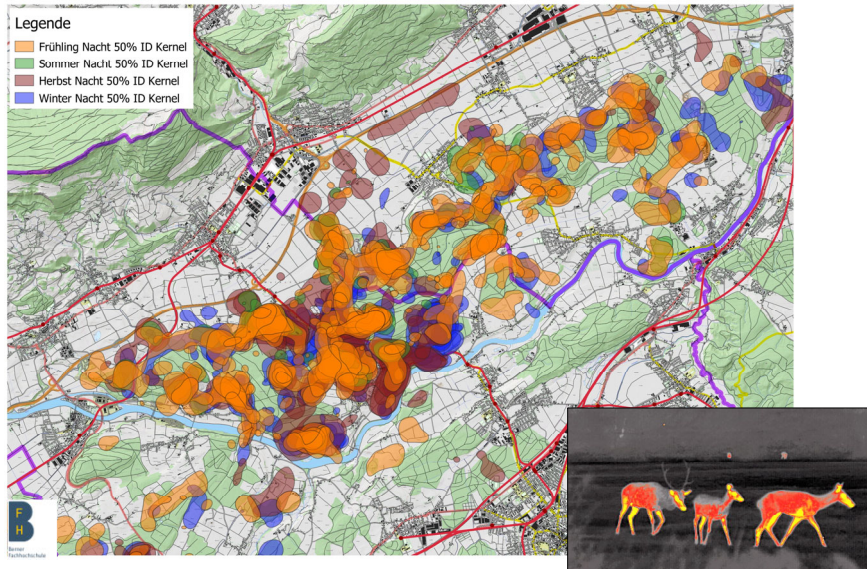 Legende
Frühling Nacht 50% ID Kernel
Sommer Nacht 50% ID Kernel
Herbst Nacht 50% ID Kernel
Winter Nacht 50% ID Kernel
B
F
H
Berner
Fachhochschule